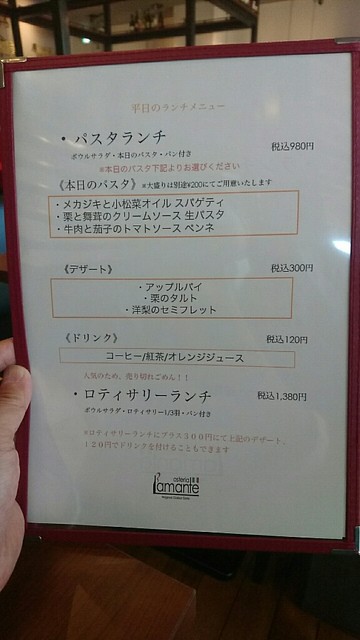 平日のランチメニュー
・パスタランチ
税込980円
ボウルサラダ・本日のパスタ・パン付き
※本日のパスタ下記よりお選びください
《本日のパスタ》※大盛りは別途¥200にてご用意いたします
・メカジキと小松菜オイル スパゲティ
・栗と舞茸のクリームソース 生パスタ
・牛肉と茄子のトマトソース ペンネ
《デザート》
税込300円
・アップルパイ
・栗のタルト
・洋梨のセミフレット
《ドリンク》
税込120円
コーヒー/紅茶/オレンジジュース
人気のため、売り切れごめん！！
・ロティサリーランチ
税込1,380円
ボウルサラダ・ロティサリー1/3羽・パン付き
※ロティサリーランチにプラス３００円にて上記のデザート、
１２０円でドリンクを付けることもできます
osteria
l'amante